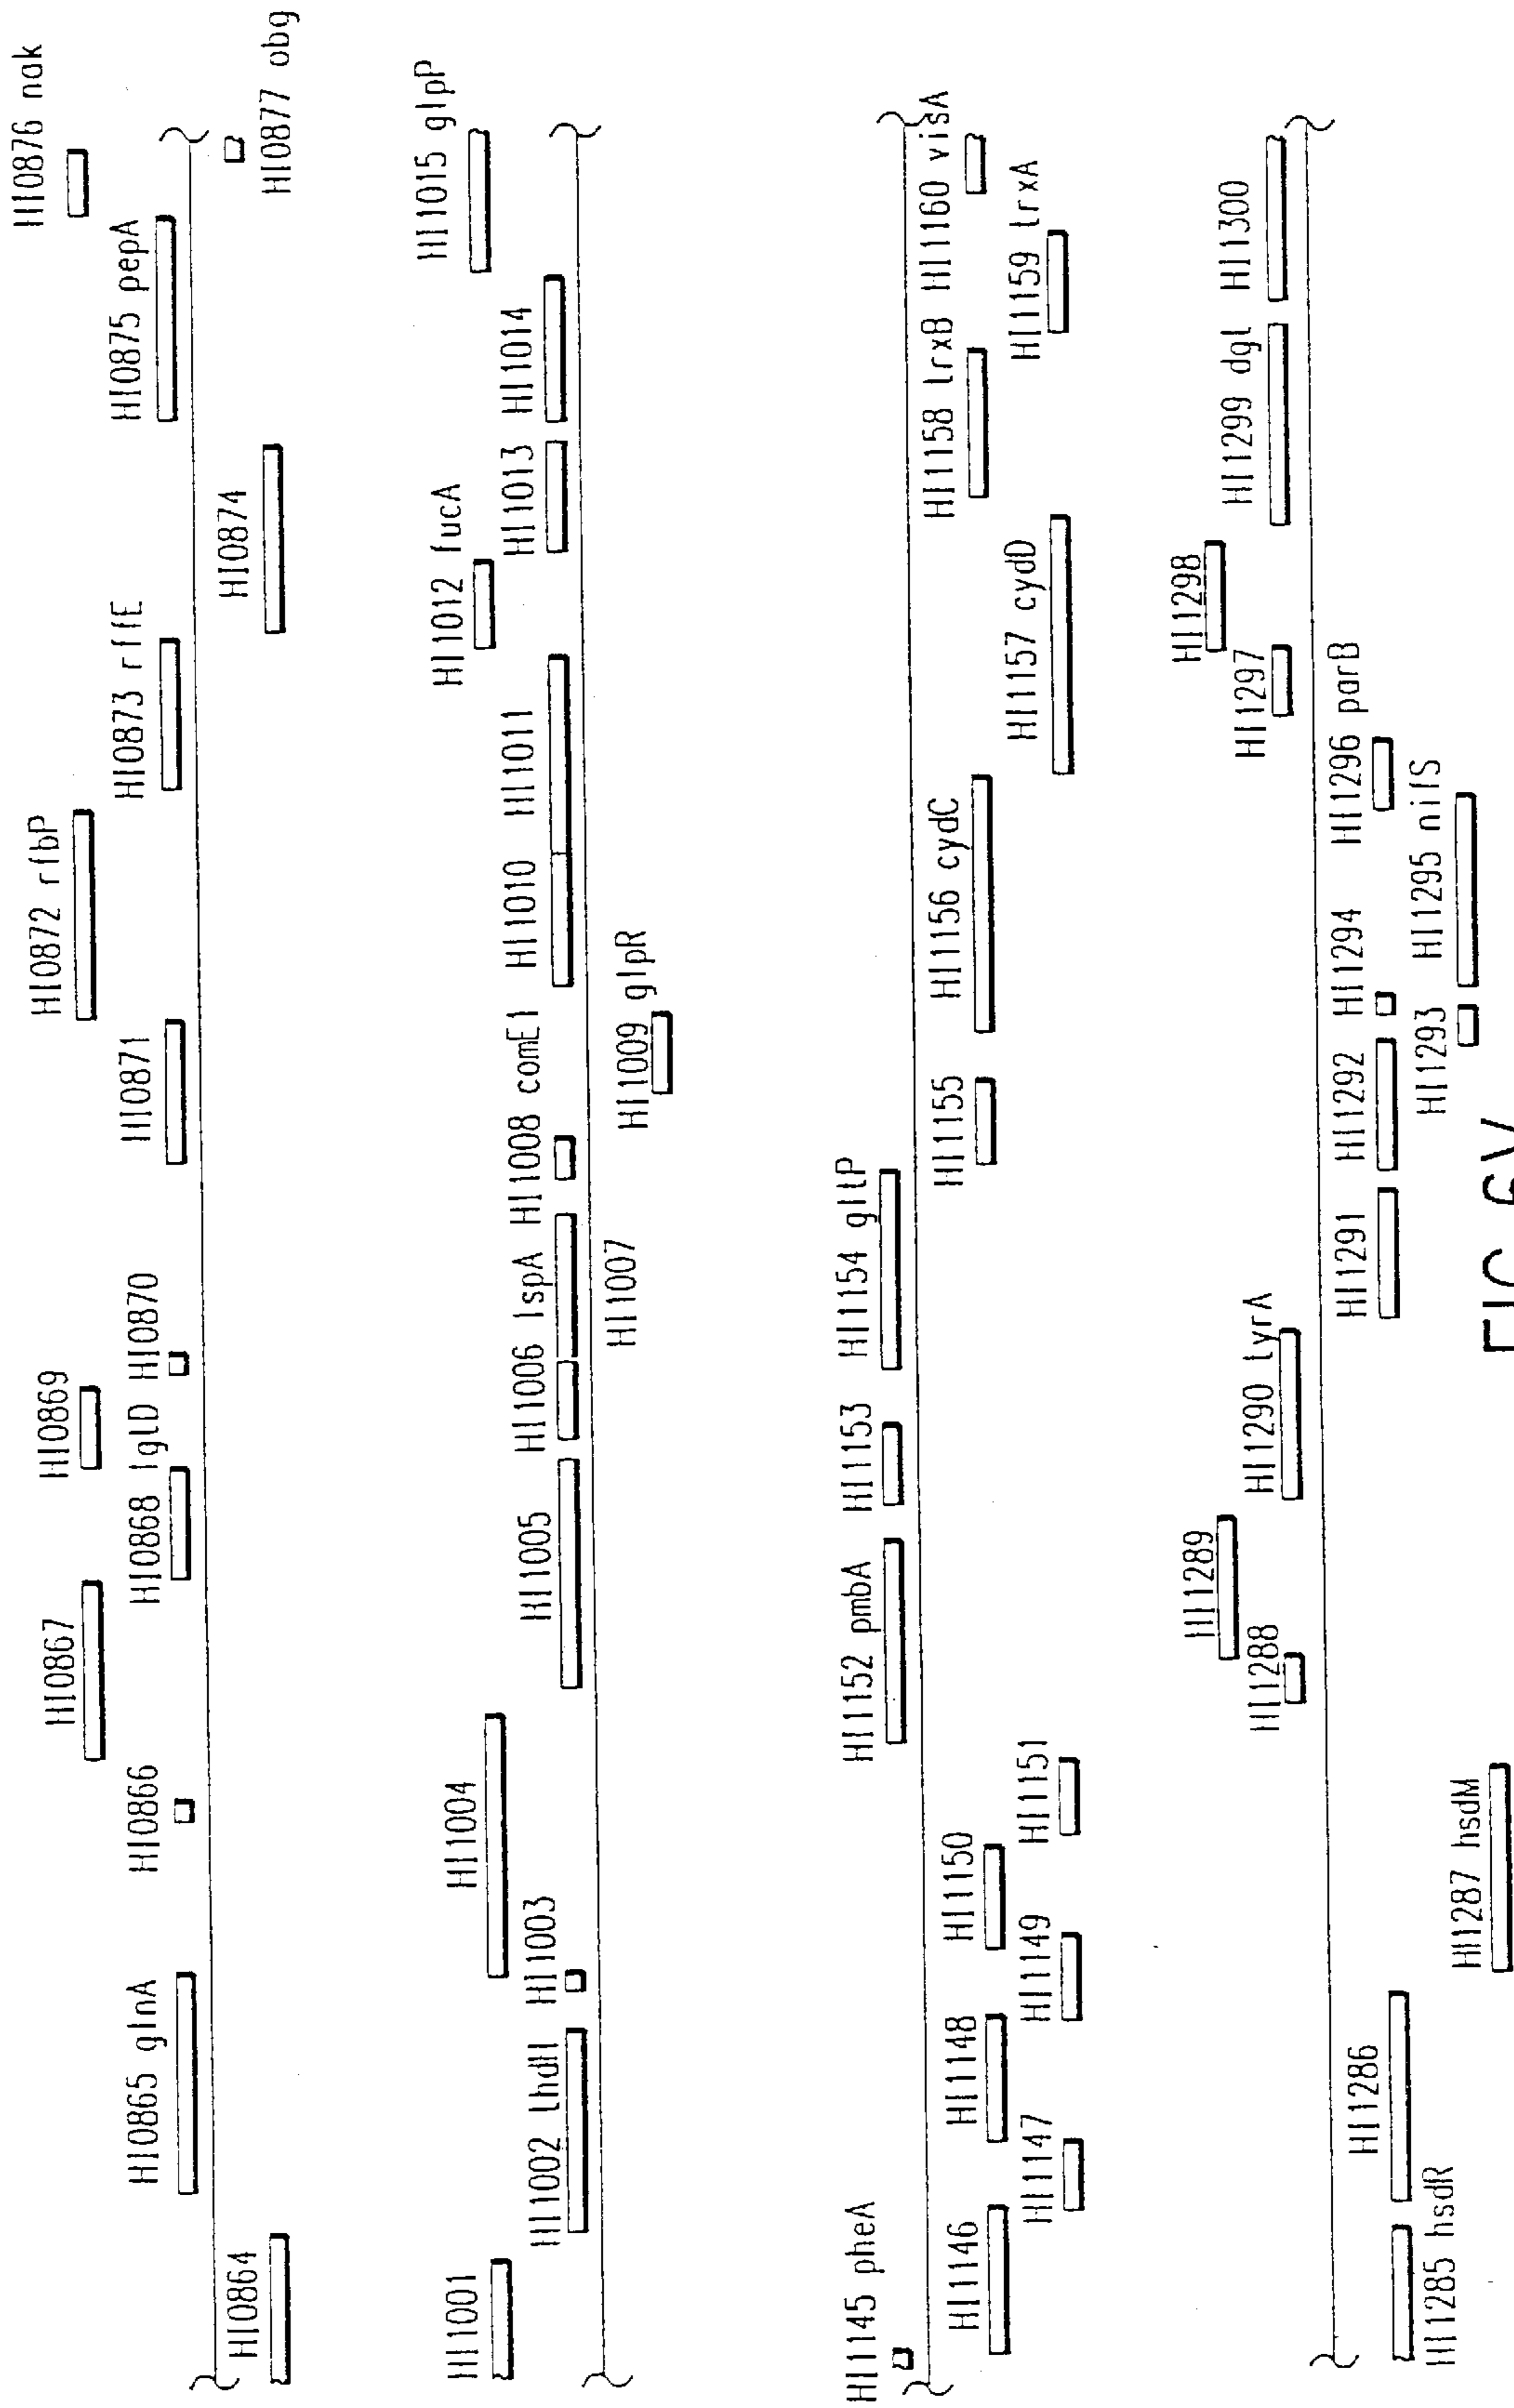 HI0864
HI0865 glnA
HI0866
HI0867
HI0868 lglD
HI0869
HI0870
HI0871
HI0872 rfbP
HI0873 rffE
HI0874
HI0875 pepA
HI0876 nak
HI0877 obg
HI1001
HI1002 thdH
HI1003
HI1004
HI1005
HI1006 lspA
HI1007
HI1008 comE1
HI1009 glpR
HI1010
HI1011
HI1012 fucA
HI1013
HI1014
HI1015 glpP
HI1145 pheA
HI1146
HI1147
HI1148
HI1149
HI1150
HI1151
HI1152 pmbA
HI1153
HI1154 gltP
HI1155
HI1156 cydC
HI1157 cydD
HI1158 trxB
HI1159 trxA
HI1160 visA
HI1285 hsdR
HI1286
HI1287 hsdM
HI1288
HI1289
HI1290 tyrA
HI1291
HI1292
HI1293
HI1294
HI1295 nifS
HI1296 parB
HI1297
HI1298
HI1299 dgt
HI1300